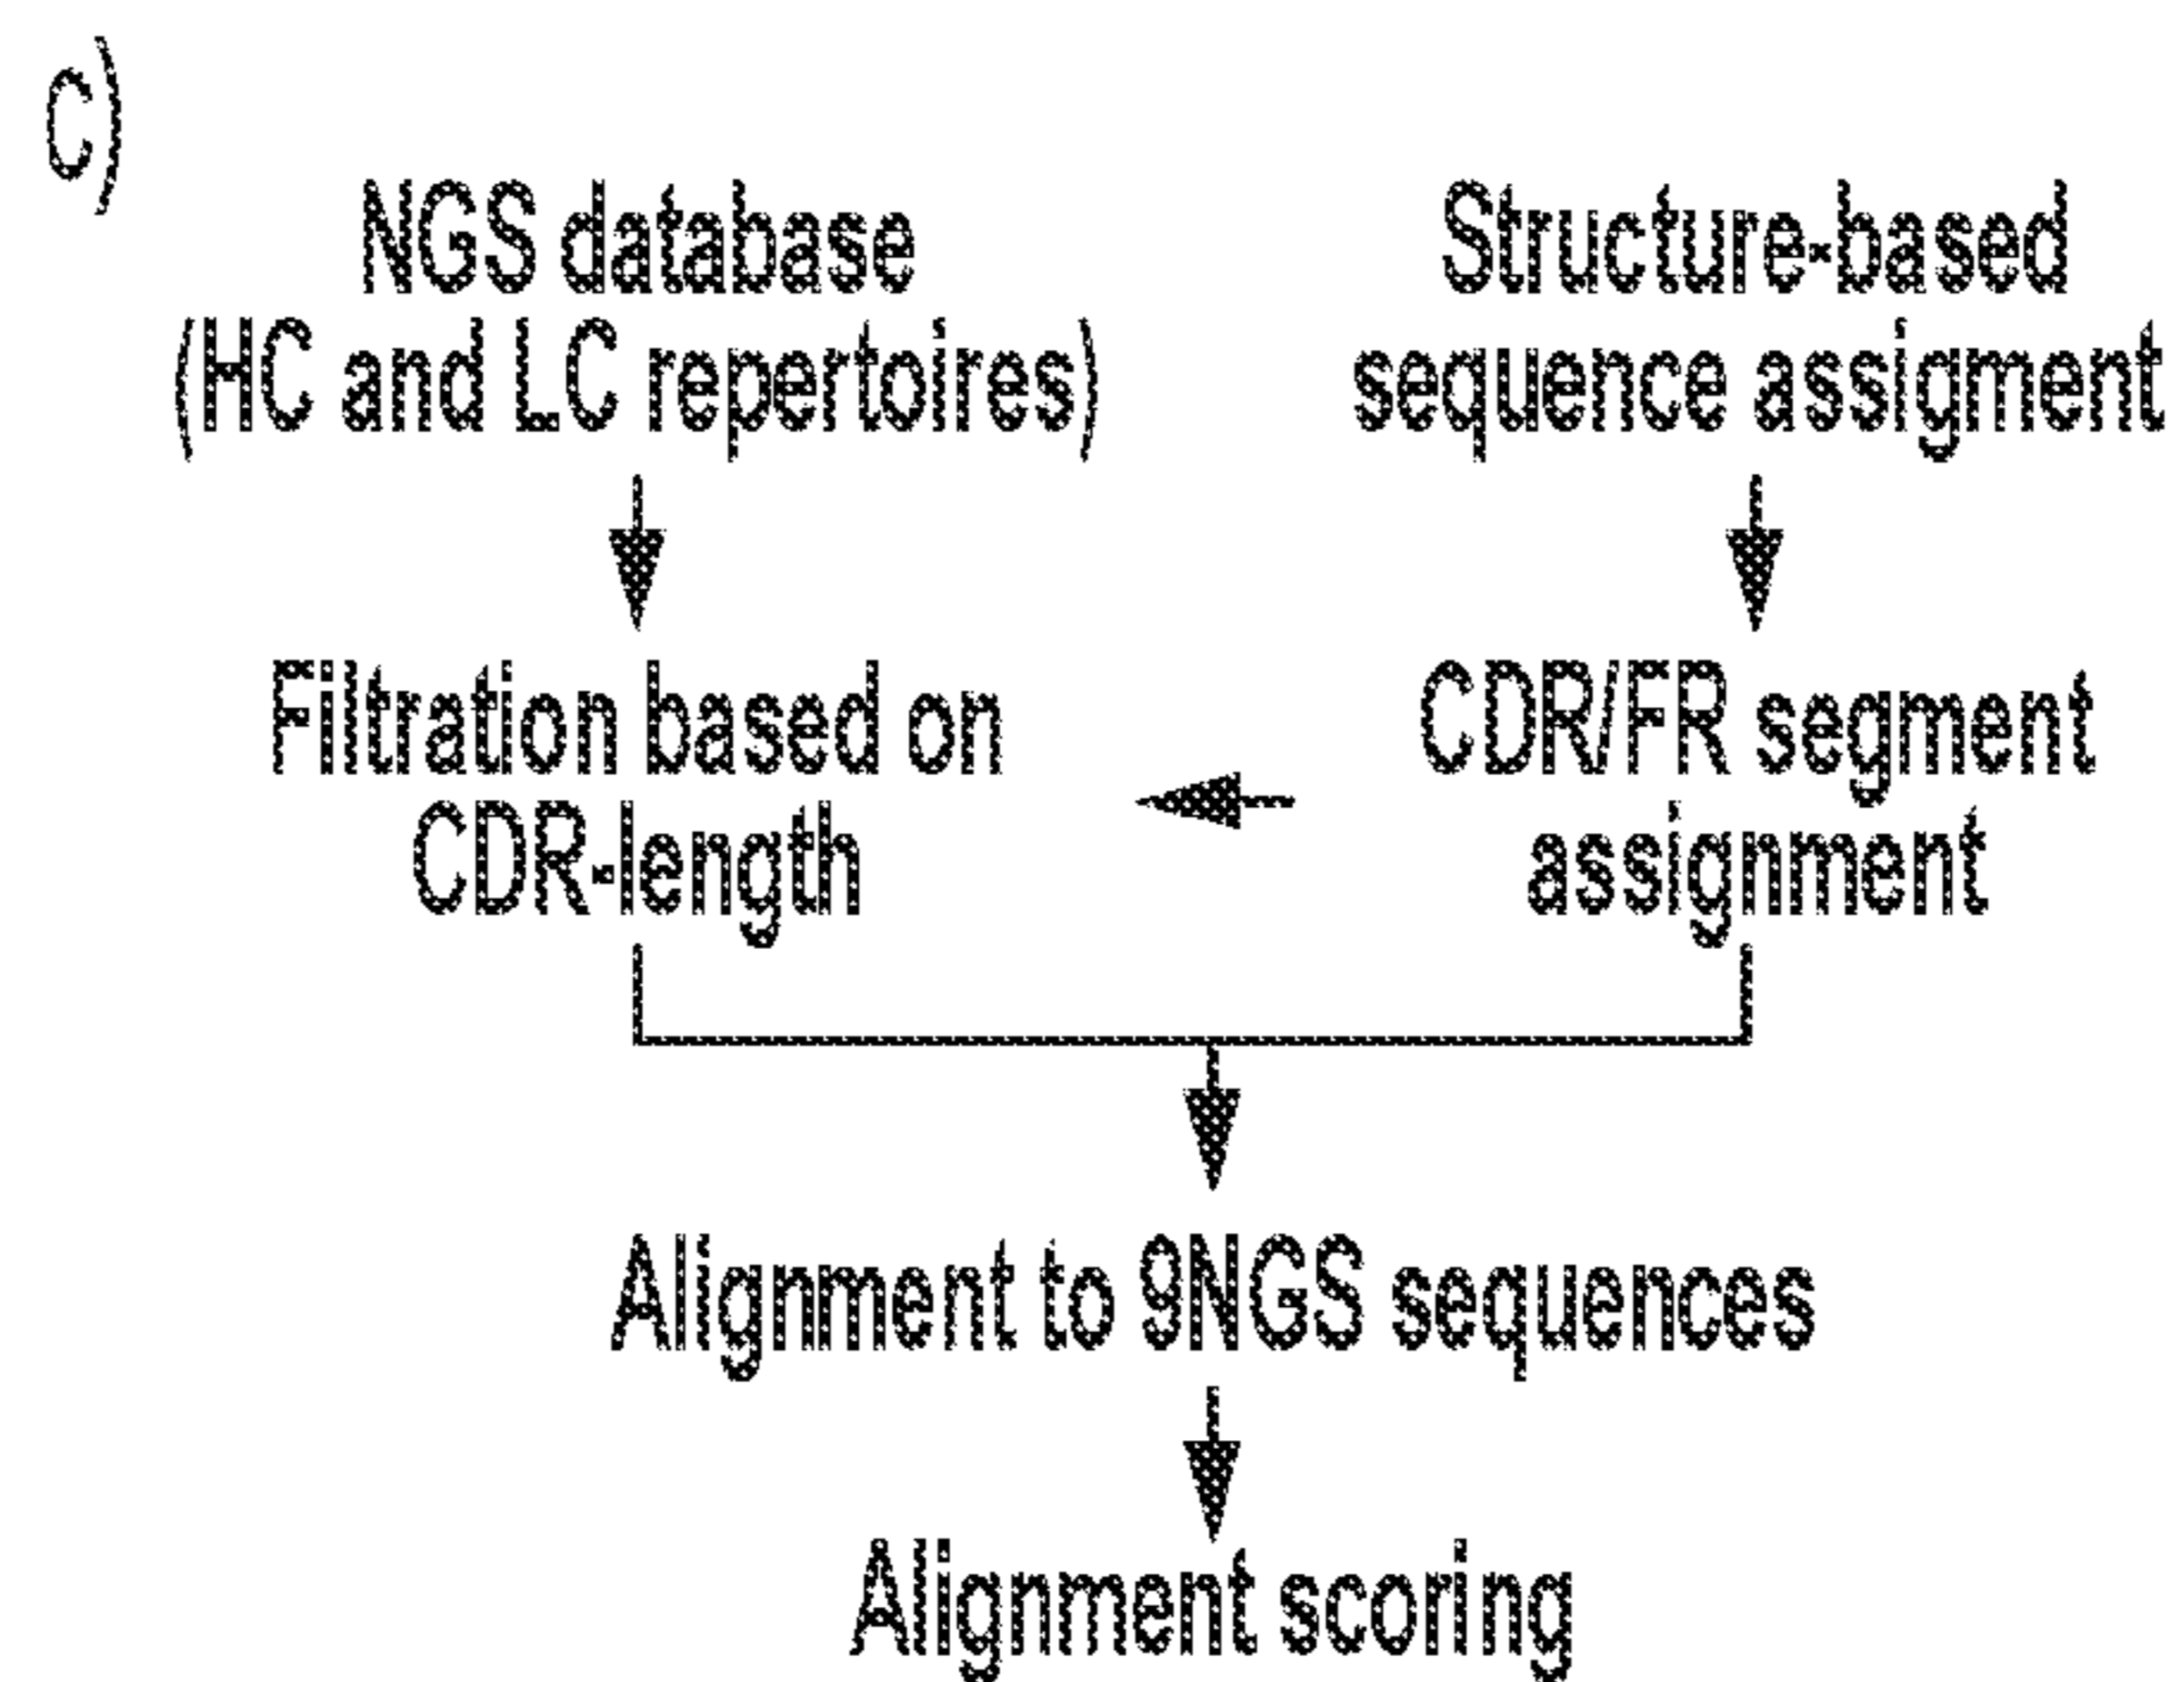 c)
NGS database
(HC and LC repertoires)
Structure-based
sequence assigment
Filtration based on
CDR-length
CDR/FR segment
assignment
Alignment to 9NGS sequences
Alignment scoring